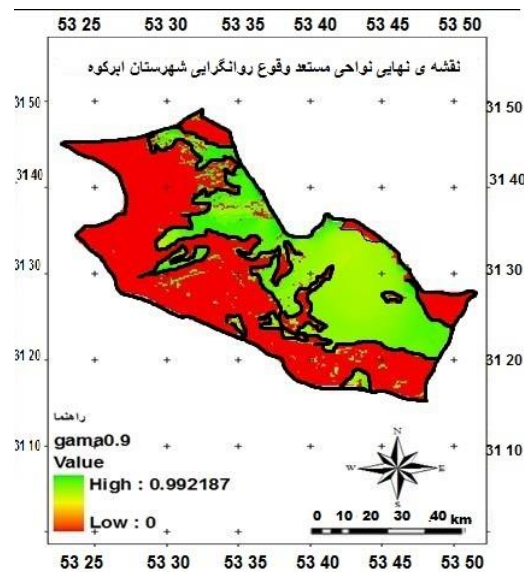 53 25 53 30 53 35 53 40 53 45 53 50
نقشه ی نهایی نواحی مستعد وقوع روانگرایی شهرستان ابرکوه
31 50 31 50
31 40 31 40
31 30 31 30
31 20 31 20
31 10 31 10
راهنما
gama0.9
Value
High : 0.992187
Low : 0
N
W E
S
0 10 20 30 40 km
53 25 53 30 53 35 53 40 53 45 53 50